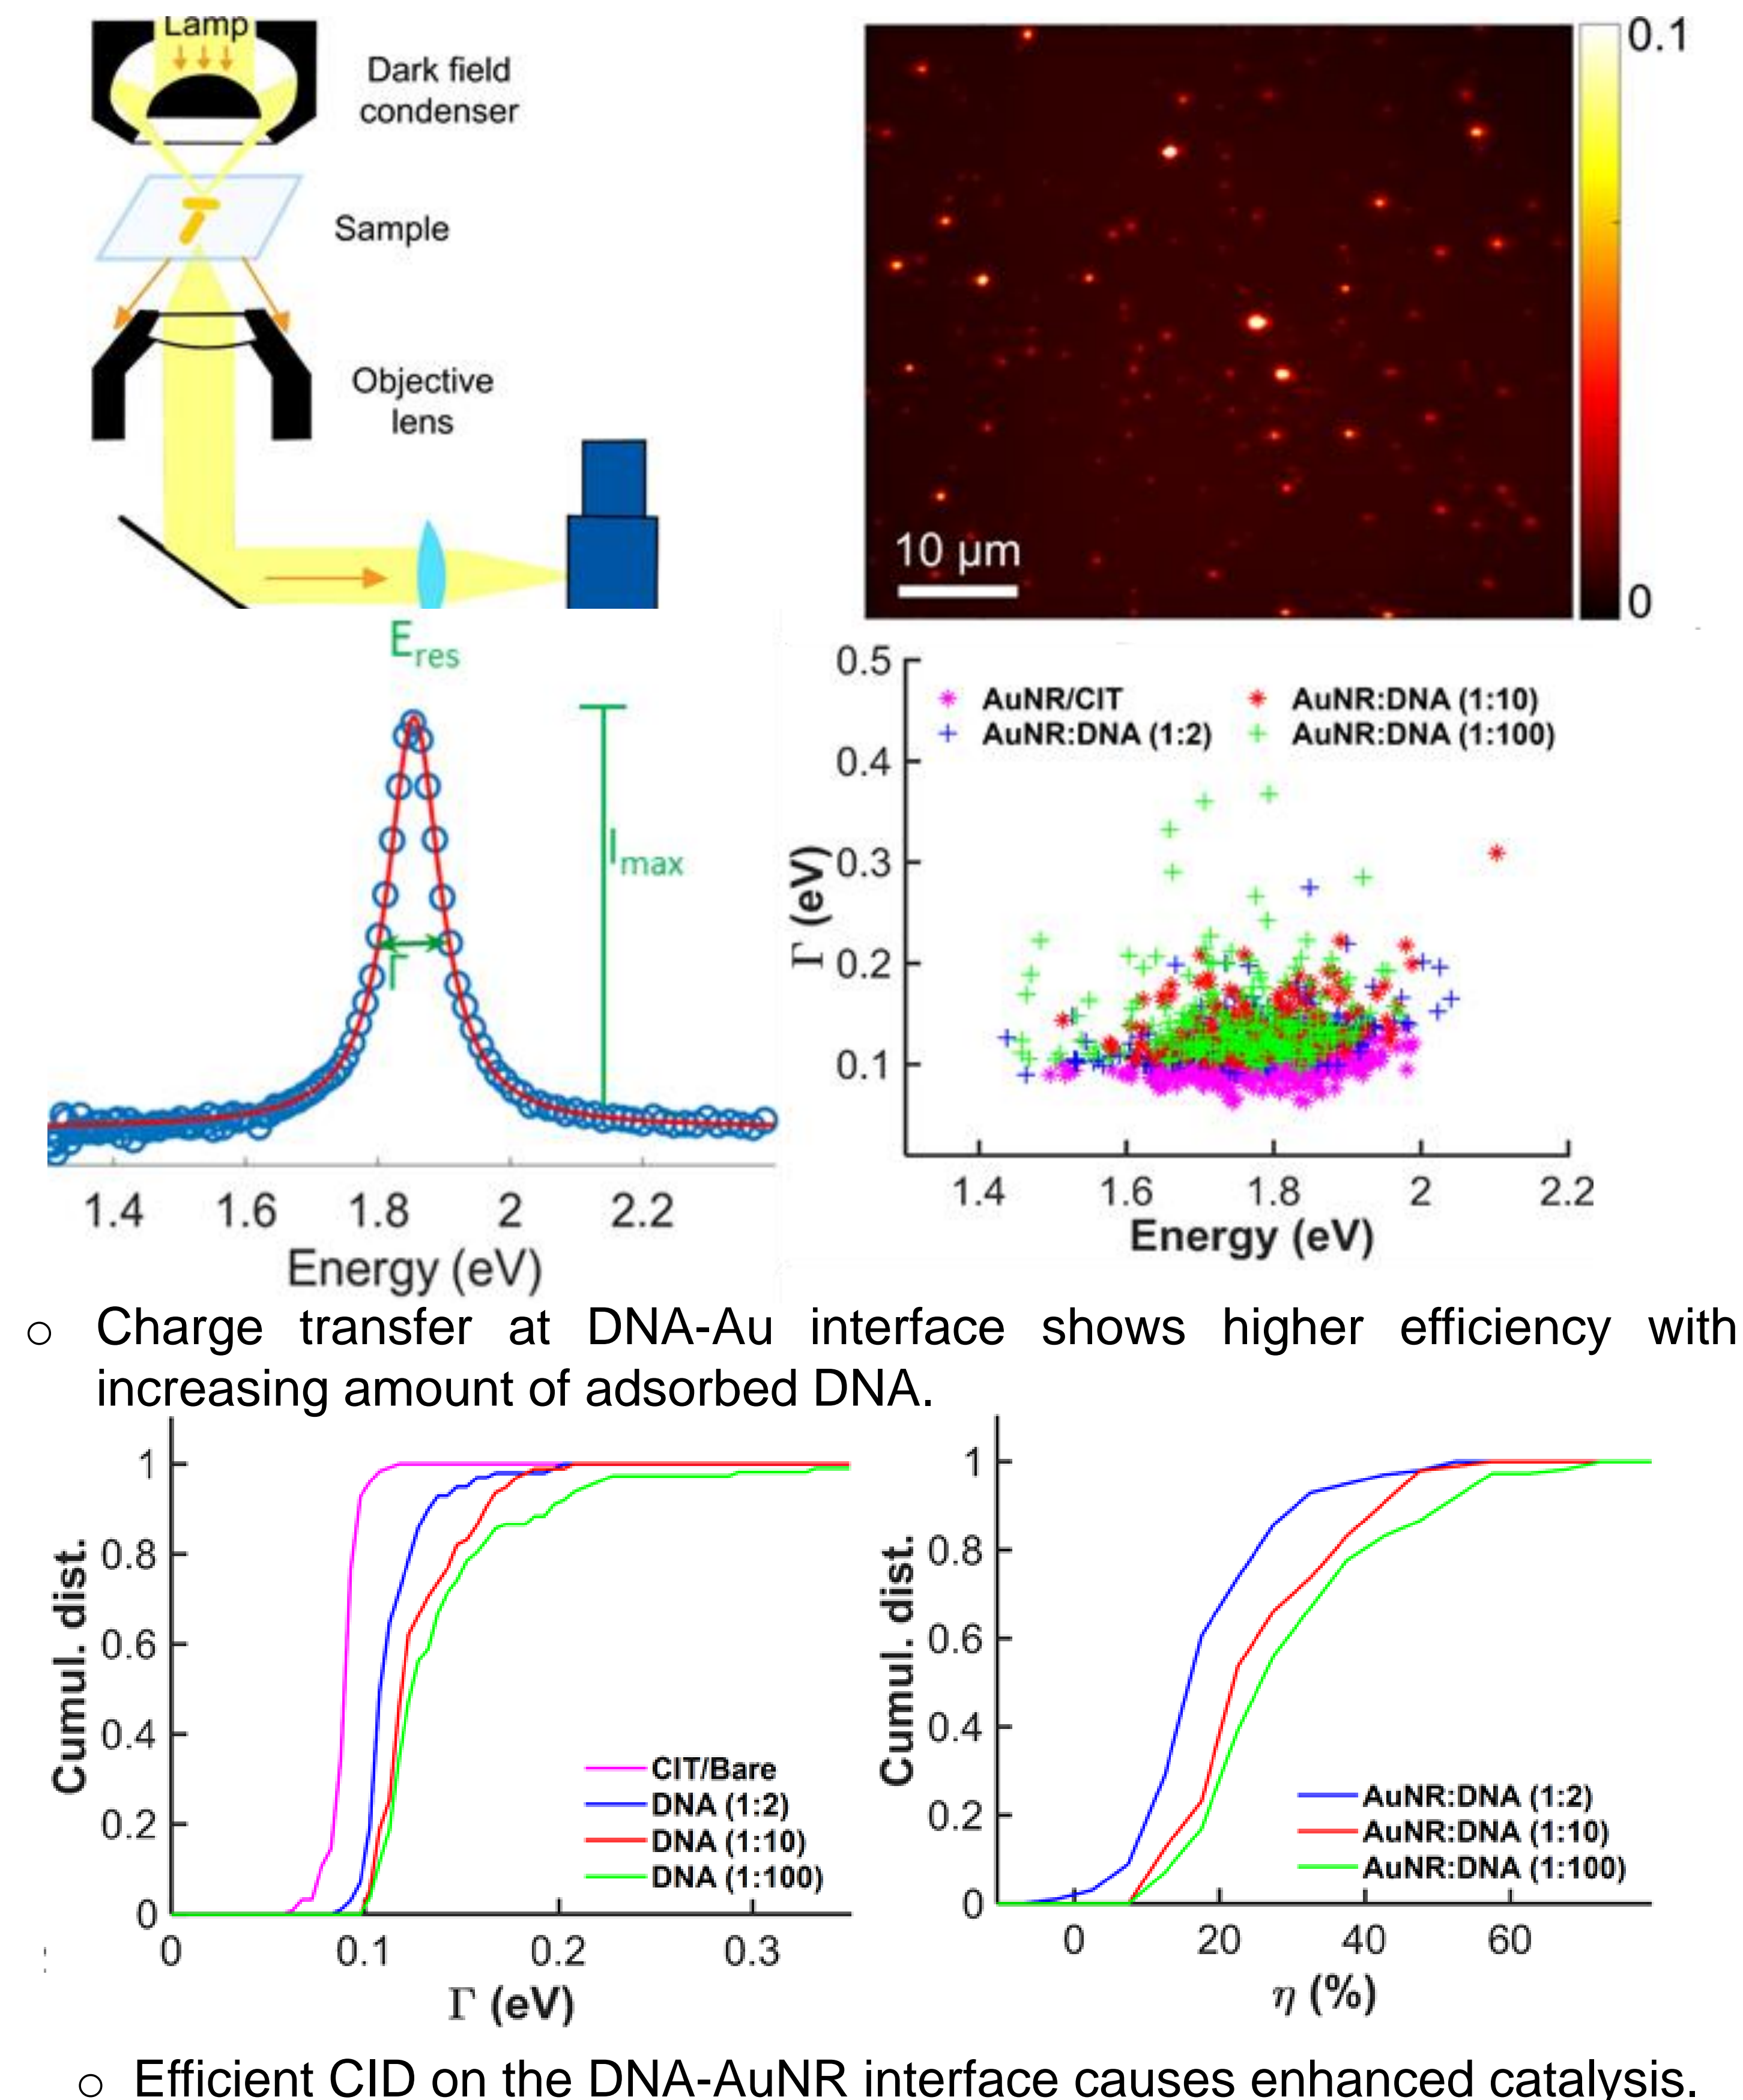 Lamp
Dark field
condenser
Sample
Objective
lens
0.1
0
10 µm
E_res
I_max
Γ
1.4 1.6 1.8 2 2.2
Energy (eV)
0.5
0.4
0.3
0.2
0.1
Γ (eV)
AuNR/CIT
AuNR:DNA (1:2)
AuNR:DNA (1:10)
AuNR:DNA (1:100)
1.4 1.6 1.8 2 2.2
Energy (eV)
○ Charge transfer at DNA-Au interface shows higher efficiency with
increasing amount of adsorbed DNA.
1
0.8
0.6
0.4
0.2
0
Cumul. dist.
CIT/Bare
DNA (1:2)
DNA (1:10)
DNA (1:100)
0 0.1 0.2 0.3
Γ (eV)
1
0.8
0.6
0.4
0.2
0
Cumul. dist.
AuNR:DNA (1:2)
AuNR:DNA (1:10)
AuNR:DNA (1:100)
0 20 40 60
η (%)
○ Efficient CID on the DNA-AuNR interface causes enhanced catalysis.